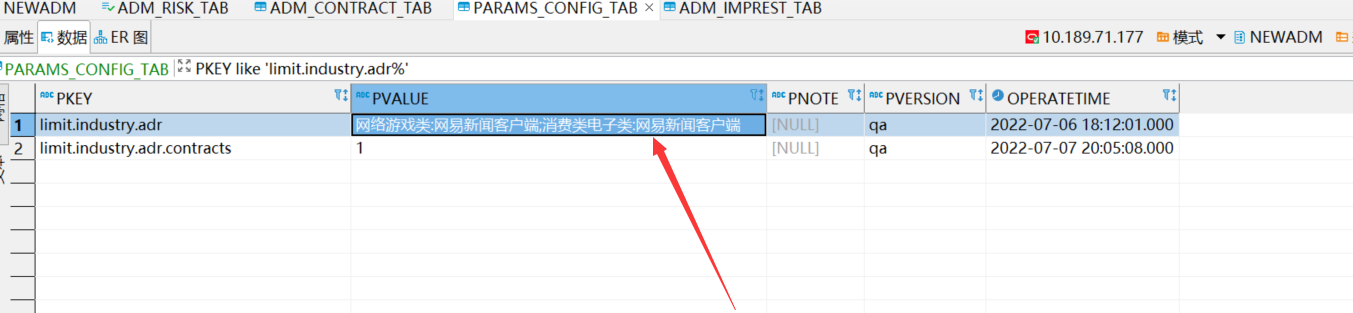 NEWADM ADM_RISK_TAB ADM_CONTRACT_TAB PARAMS_CONFIG_TAB ADM_IMPREST_TAB
属性 数据 ER 图 10.189.71.177 模式 NEWADM
PARAMS_CONFIG_TAB PKEY like 'limit.industry.adr%'
ABC PKEY ABC PVALUE ABC PNOTE ABC PVERSION OPERATETIME
1 limit.industry.adr 网络游戏类:网易新闻客户端;消费类电子类:网易新闻客户端 [NULL] qa 2022-07-06 18:12:01.000
2 limit.industry.adr.contracts 1 [NULL] qa 2022-07-07 20:05:08.000